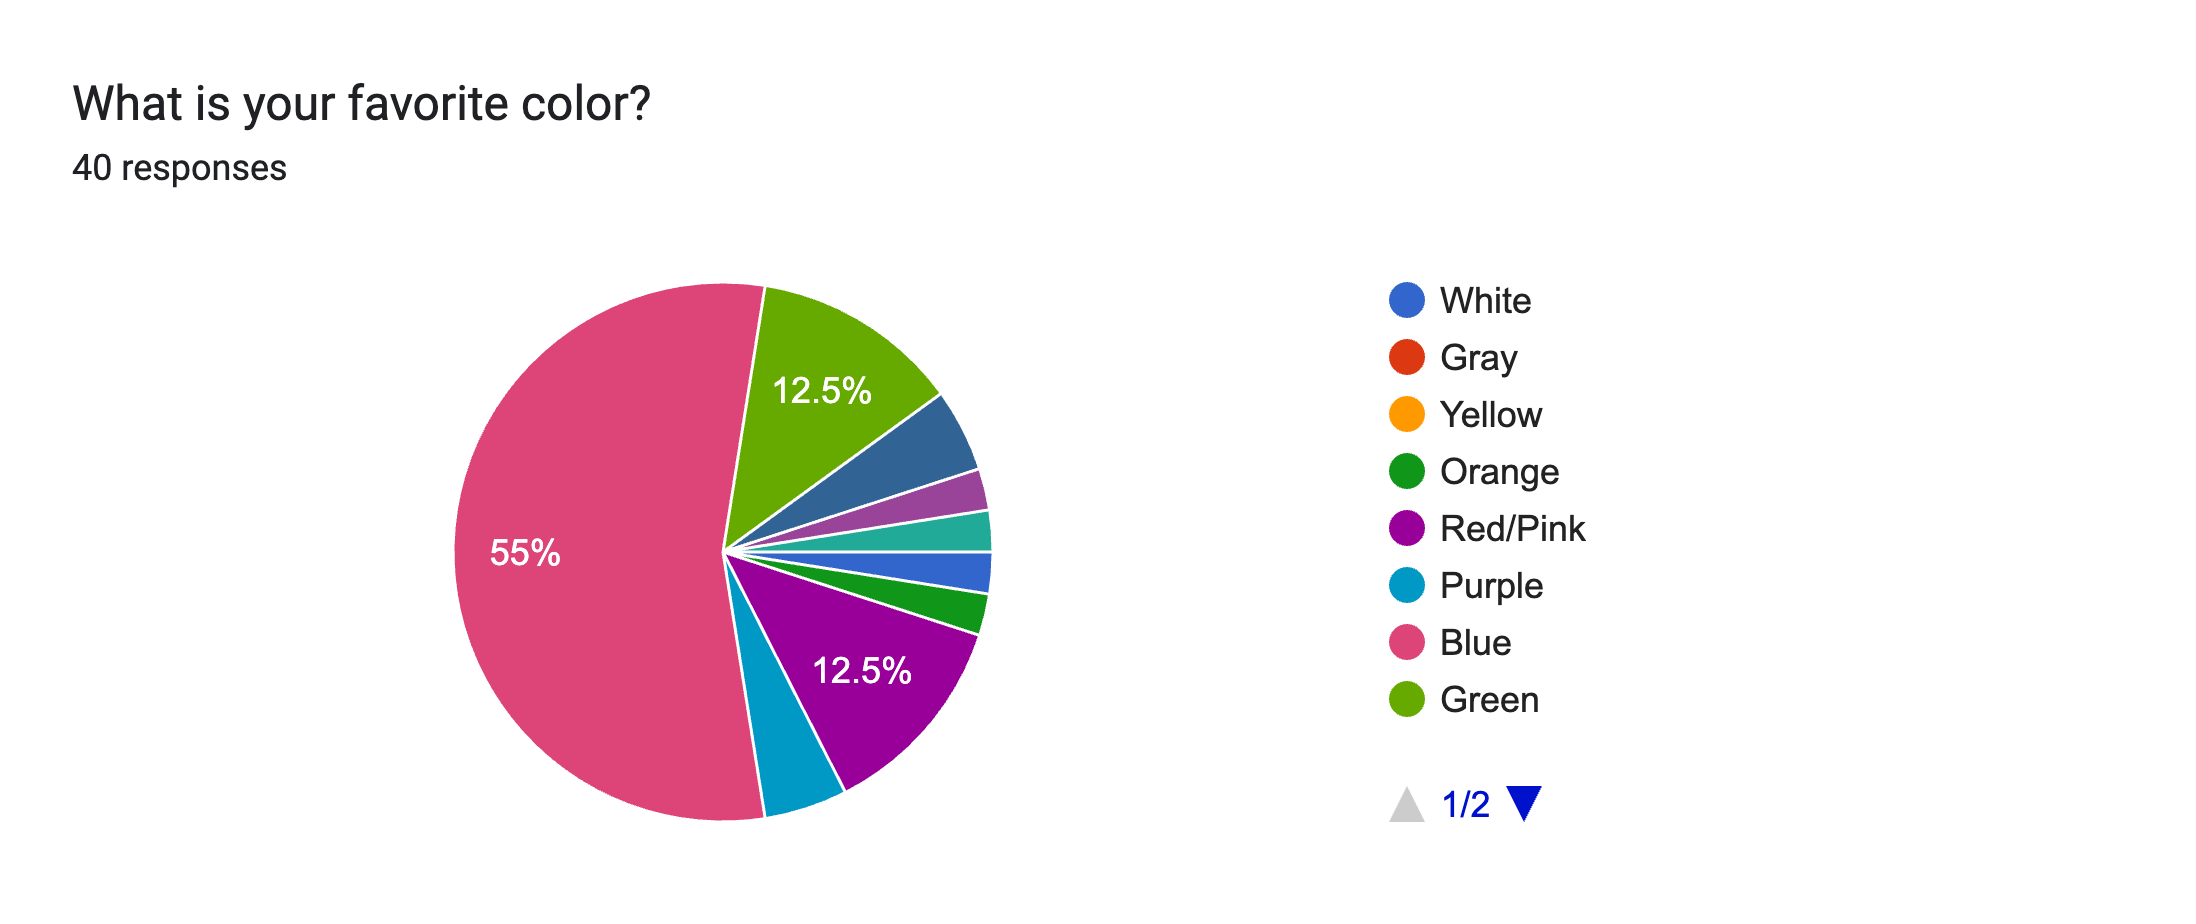 What is your favorite color?
40 responses
12.5%
55%
12.5%
White
Gray
Yellow
Orange
Red/Pink
Purple
Blue
Green
1/2